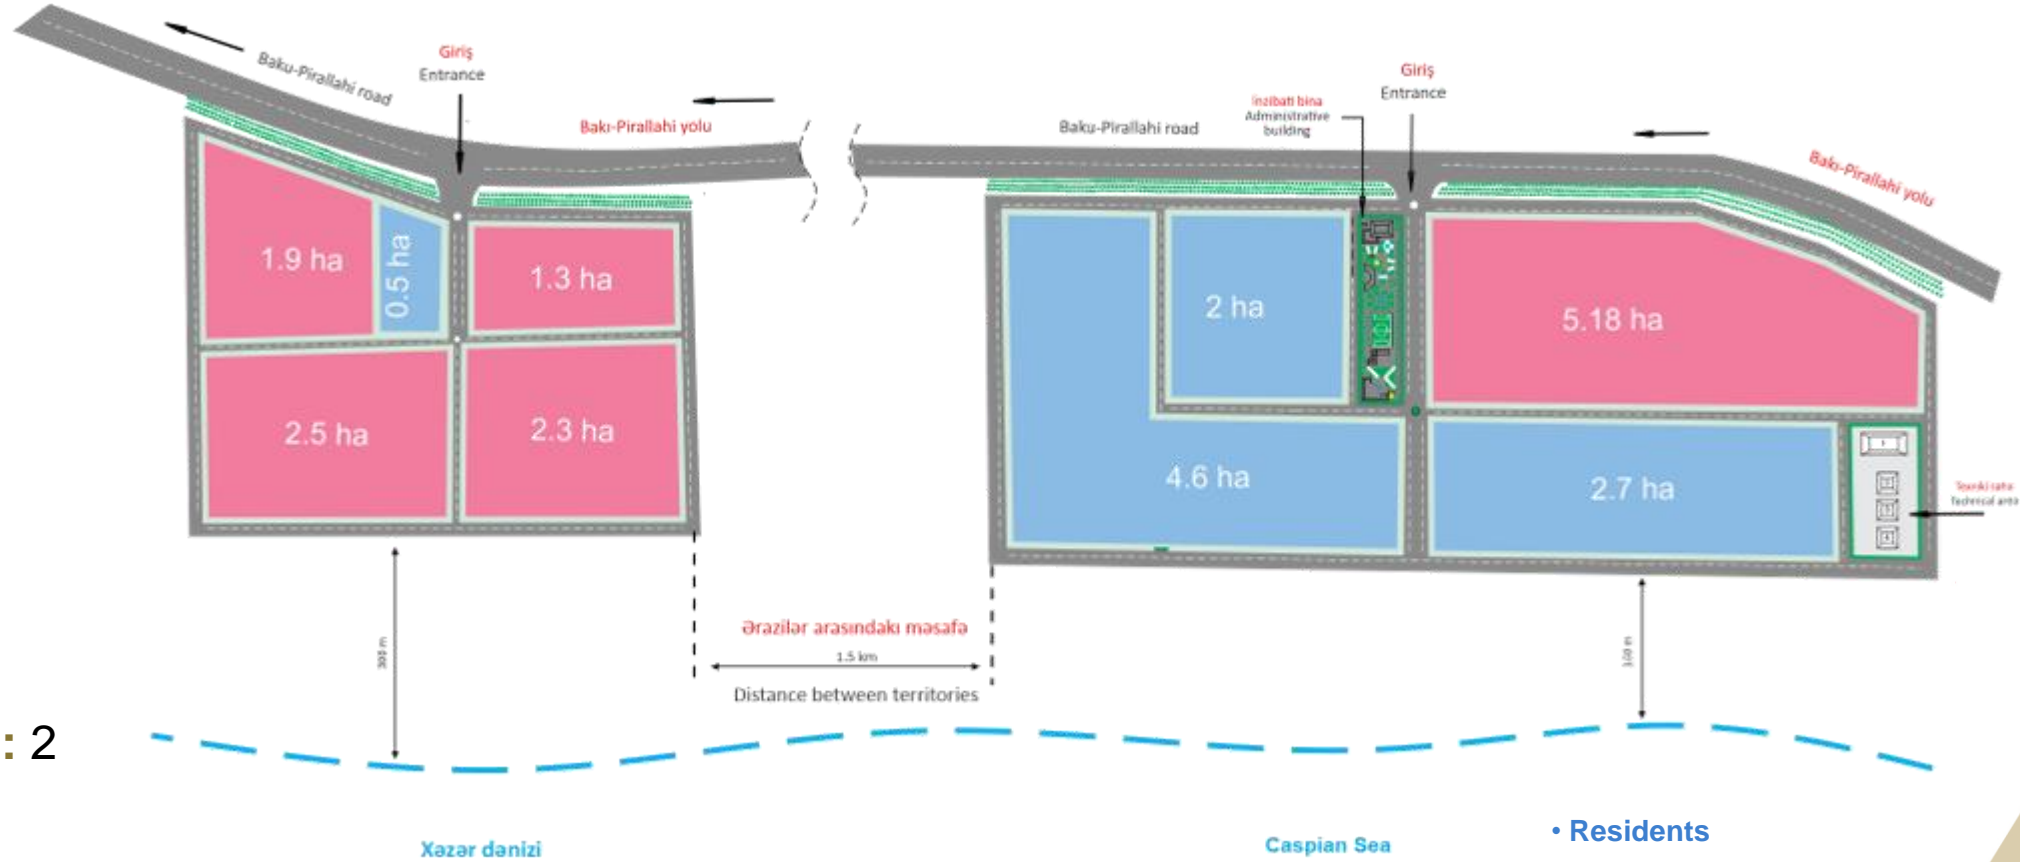 Baku-Pirallahi road
Giriş
Entrance
Bakı-Pirallahi yolu
Baku-Pirallahi road
İnzibati bina
Administrative
building
Giriş
Entrance
Bakı-Pirallahi yolu
1.9 ha
0.5 ha
1.3 ha
2.5 ha
2.3 ha
2 ha
5.18 ha
4.6 ha
2.7 ha
Texniki sahə
Technical area
300 m
Ərazilər arasındakı məsafə
1.5 km
Distance between territories
: 2
Xəzər dənizi
Caspian Sea
• Residents